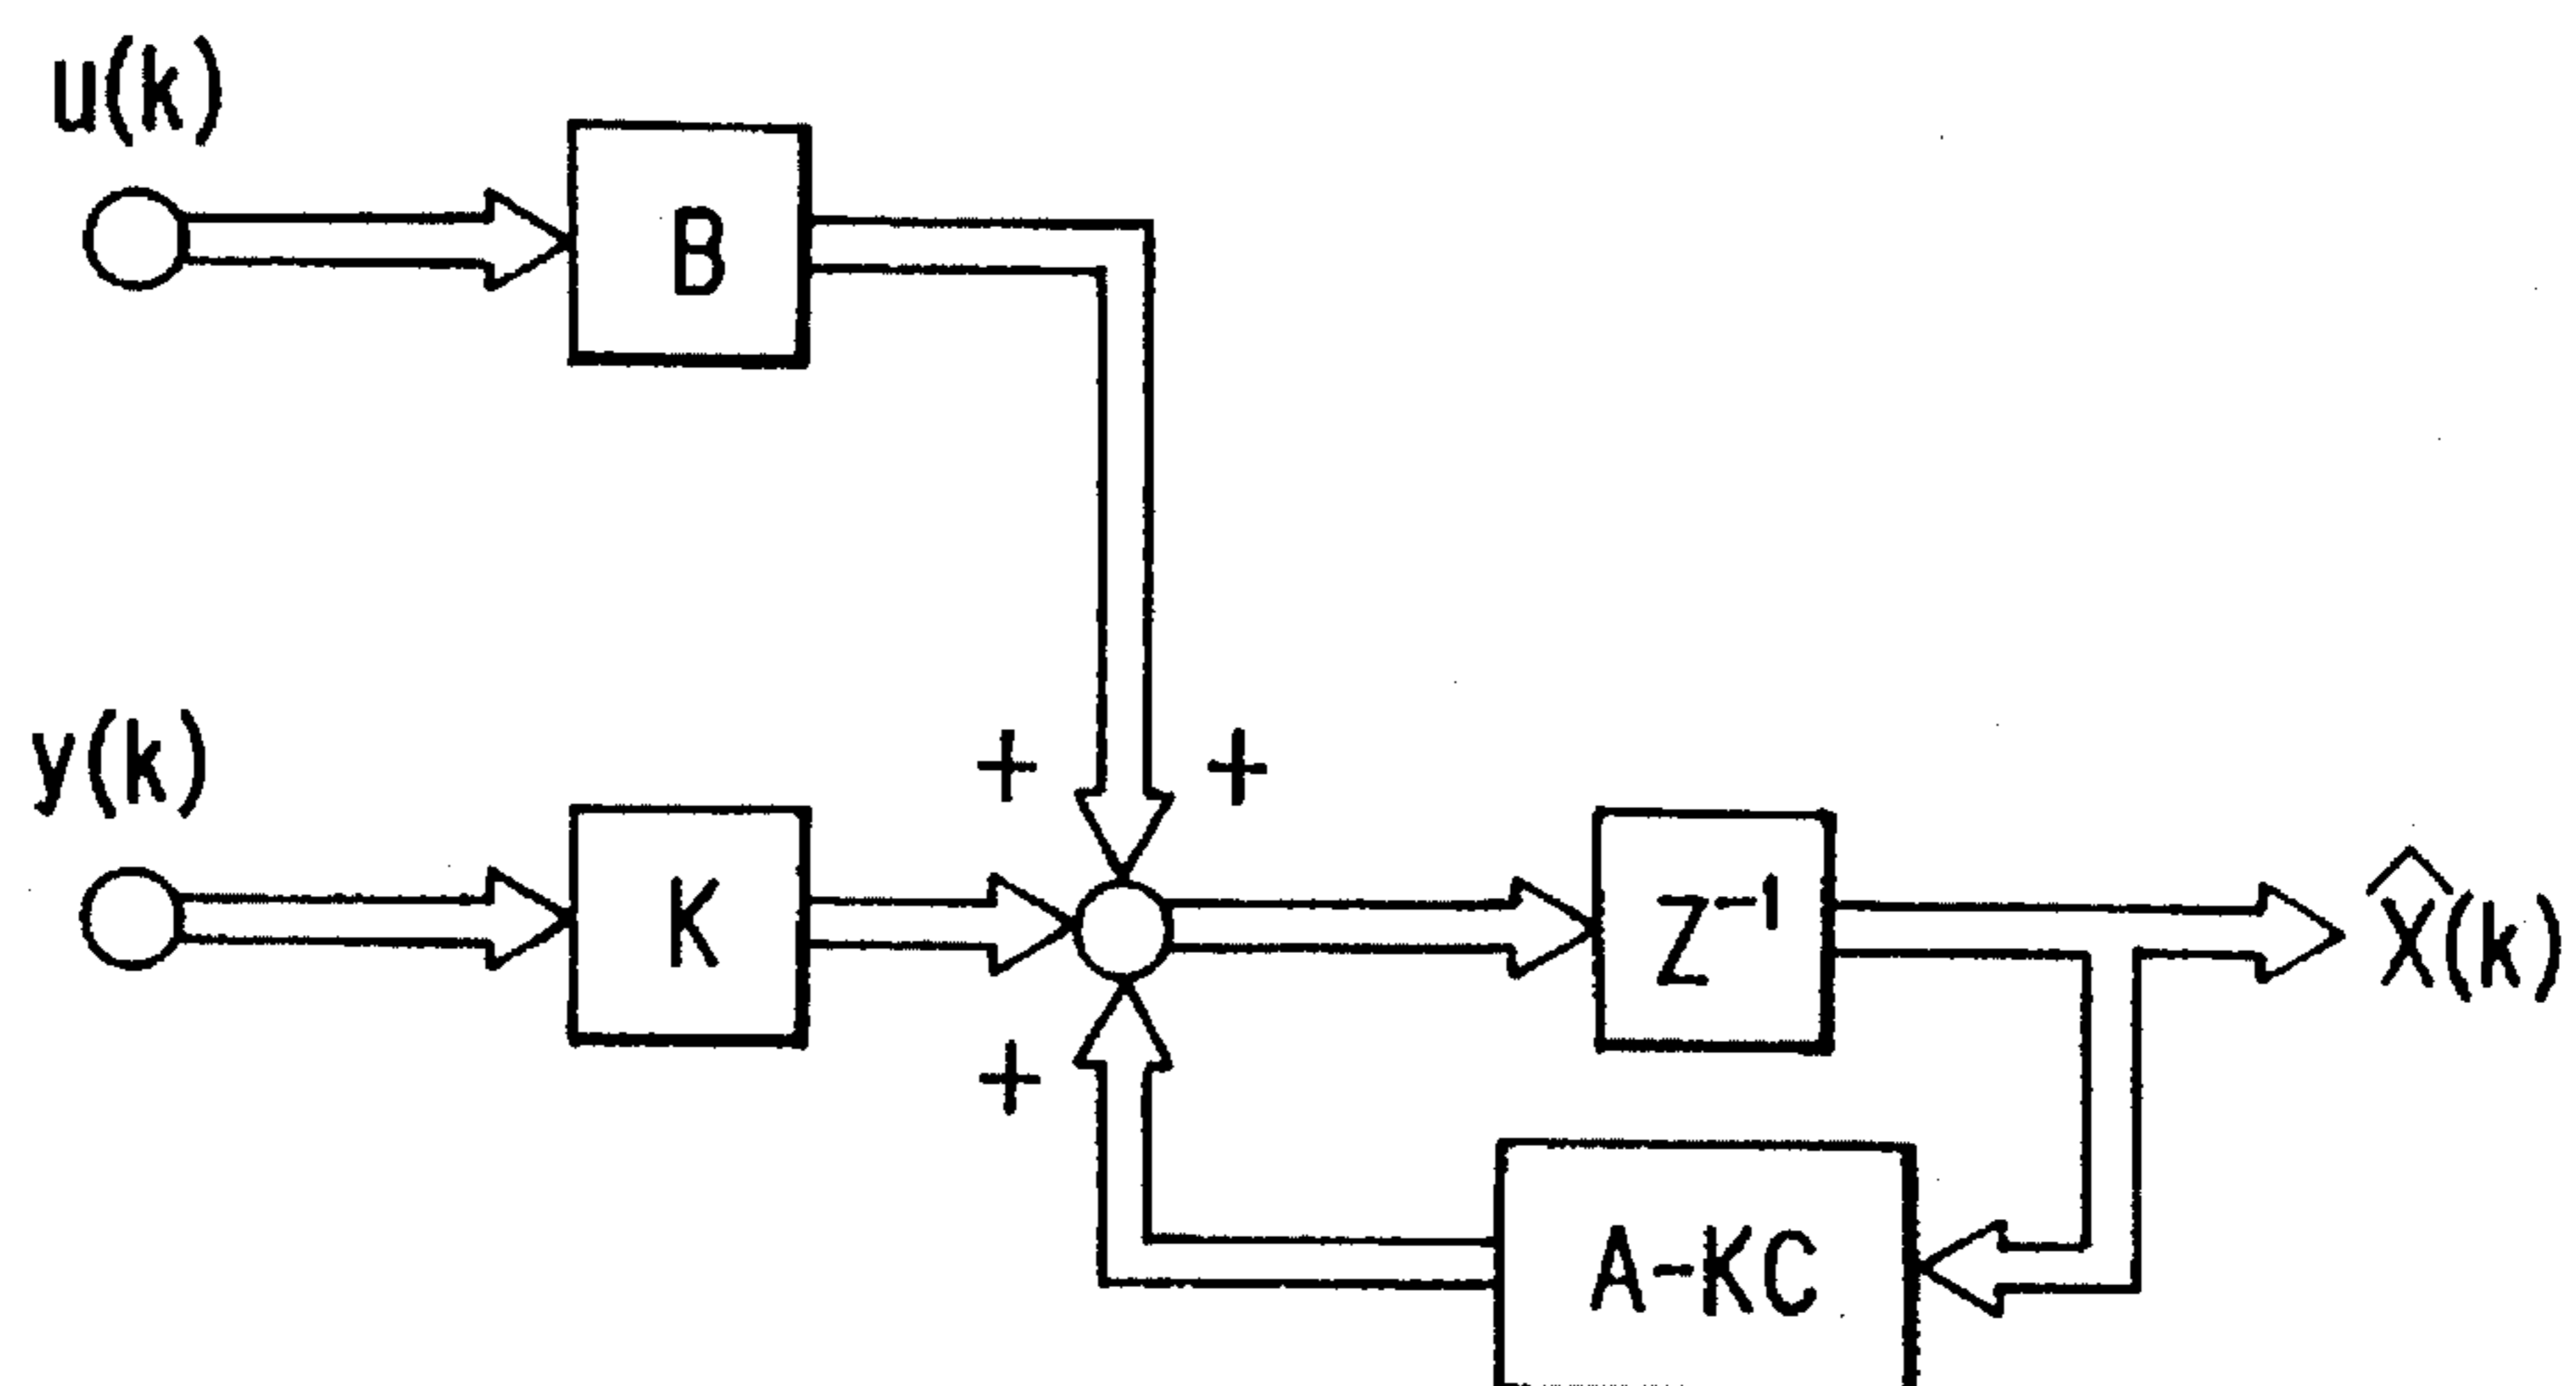 u(k)
B
y(k)
+
+
K
Z⁻¹
X̂(k)
+
A-KC